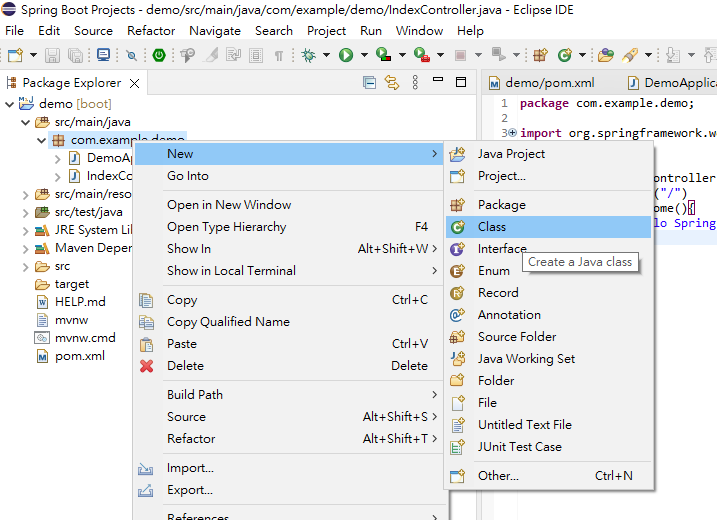 Spring Boot Projects - demo/src/main/java/com/example/demo/IndexController.java - Eclipse IDE
File Edit Source Refactor Navigate Search Project Run Window Help
Package Explorer
demo/pom.xml
DemoApplica
demo [boot]
src/main/java
com.example.demo
DemoAp
IndexCo
src/main/reso
src/test/java
JRE System Lib
Maven Depen
src
target
HELP.md
mvnw
mvnw.cmd
pom.xml
1 package com.example.demo;
2
3 import org.springframework.w
ontroller
("/")
ome(){
lo Spring
New
Go Into
Open in New Window
Open Type Hierarchy F4
Show In Alt+Shift+W
Show in Local Terminal
Copy Ctrl+C
Copy Qualified Name
Paste Ctrl+V
Delete Delete
Build Path
Source Alt+Shift+S
Refactor Alt+Shift+T
Import...
Export...
References
Java Project
Project...
Package
Class
Interface
Create a Java class
Enum
Record
Annotation
Source Folder
Java Working Set
Folder
File
Untitled Text File
JUnit Test Case
Other... Ctrl+N